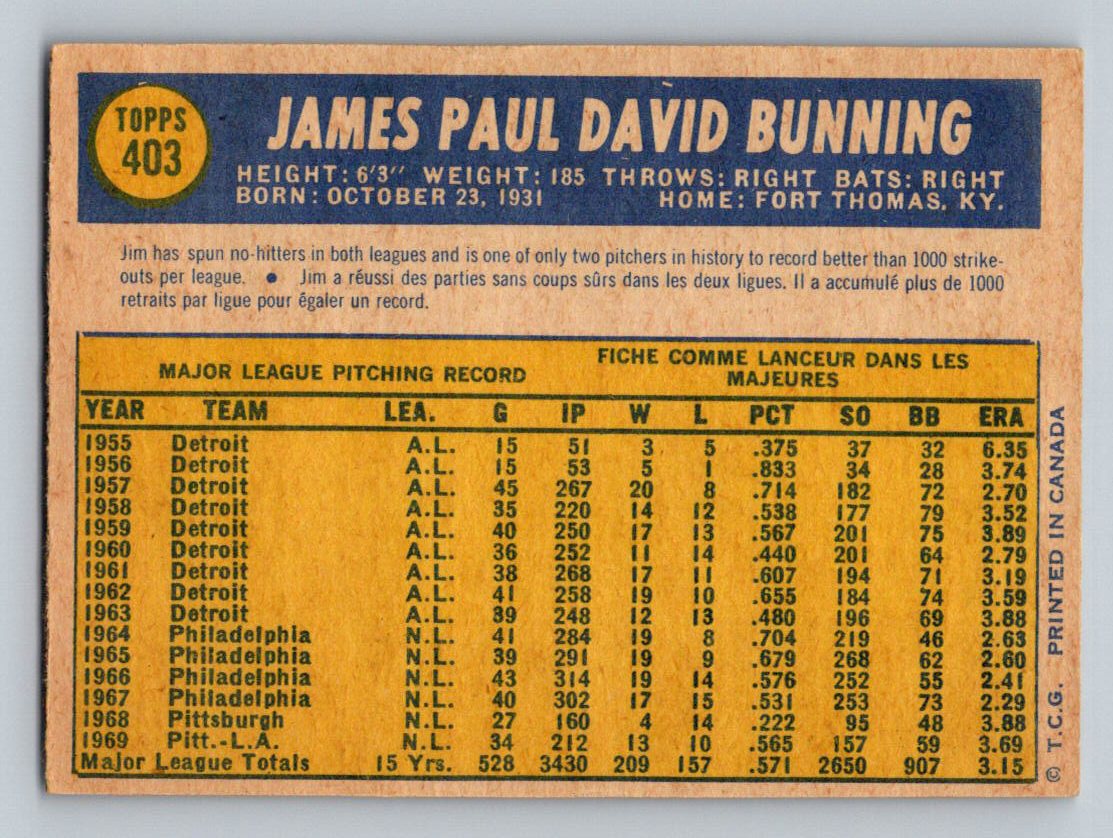 TOPPS
403
JAMES PAUL DAVID BUNNING
HEIGHT: 6'3" WEIGHT: 185 THROWS: RIGHT BATS: RIGHT
BORN: OCTOBER 23, 1931 HOME: FORT THOMAS, KY.
Jim has spun no-hitters in both leagues and is one of only two pitchers in history to record better than 1000 strike-
outs per league. ● Jim a réussi des parties sans coups sûrs dans les deux ligues. Il a accumulé plus de 1000
retraits par ligue pour égaler un record.
MAJOR LEAGUE PITCHING RECORD
FICHE COMME LANCEUR DANS LES
MAJEURES
YEAR TEAM LEA. G IP W L PCT SO BB ERA
1955 Detroit A.L. 15 51 3 5 .375 37 32 6.35
1956 Detroit A.L. 15 53 5 1 .833 34 28 3.74
1957 Detroit A.L. 45 267 20 8 .714 182 72 2.70
1958 Detroit A.L. 35 220 14 12 .538 177 79 3.52
1959 Detroit A.L. 40 250 17 13 .567 201 75 3.89
1960 Detroit A.L. 36 252 11 14 .440 201 64 2.79
1961 Detroit A.L. 38 268 17 11 .607 194 71 3.19
1962 Detroit A.L. 41 258 19 10 .655 184 74 3.59
1963 Detroit A.L. 39 248 12 13 .480 196 69 3.88
1964 Philadelphia N.L. 41 284 19 8 .704 219 46 2.63
1965 Philadelphia N.L. 39 291 19 9 .679 268 62 2.60
1966 Philadelphia N.L. 43 314 19 14 .576 252 55 2.41
1967 Philadelphia N.L. 40 302 17 15 .531 253 73 2.29
1968 Pittsburgh N.L. 27 160 4 14 .222 95 48 3.88
1969 Pitt.-L.A. N.L. 34 212 13 10 .565 157 59 3.69
Major League Totals 15 Yrs. 528 3430 209 157 .571 2650 907 3.15
© T.C.G. PRINTED IN CANADA